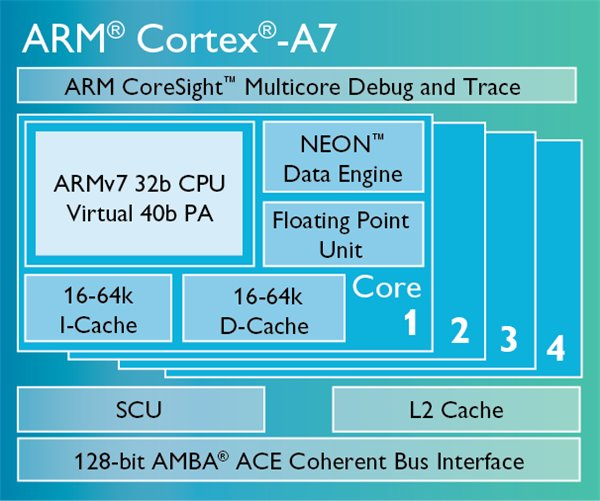 ARM® Cortex®-A7
ARM CoreSight™ Multicore Debug and Trace
ARMv7 32b CPU
Virtual 40b PA
NEON™
Data Engine
Floating Point
Unit
16-64k
I-Cache
16-64k
D-Cache
Core
1
2
3
4
SCU
L2 Cache
128-bit AMBA® ACE Coherent Bus Interface